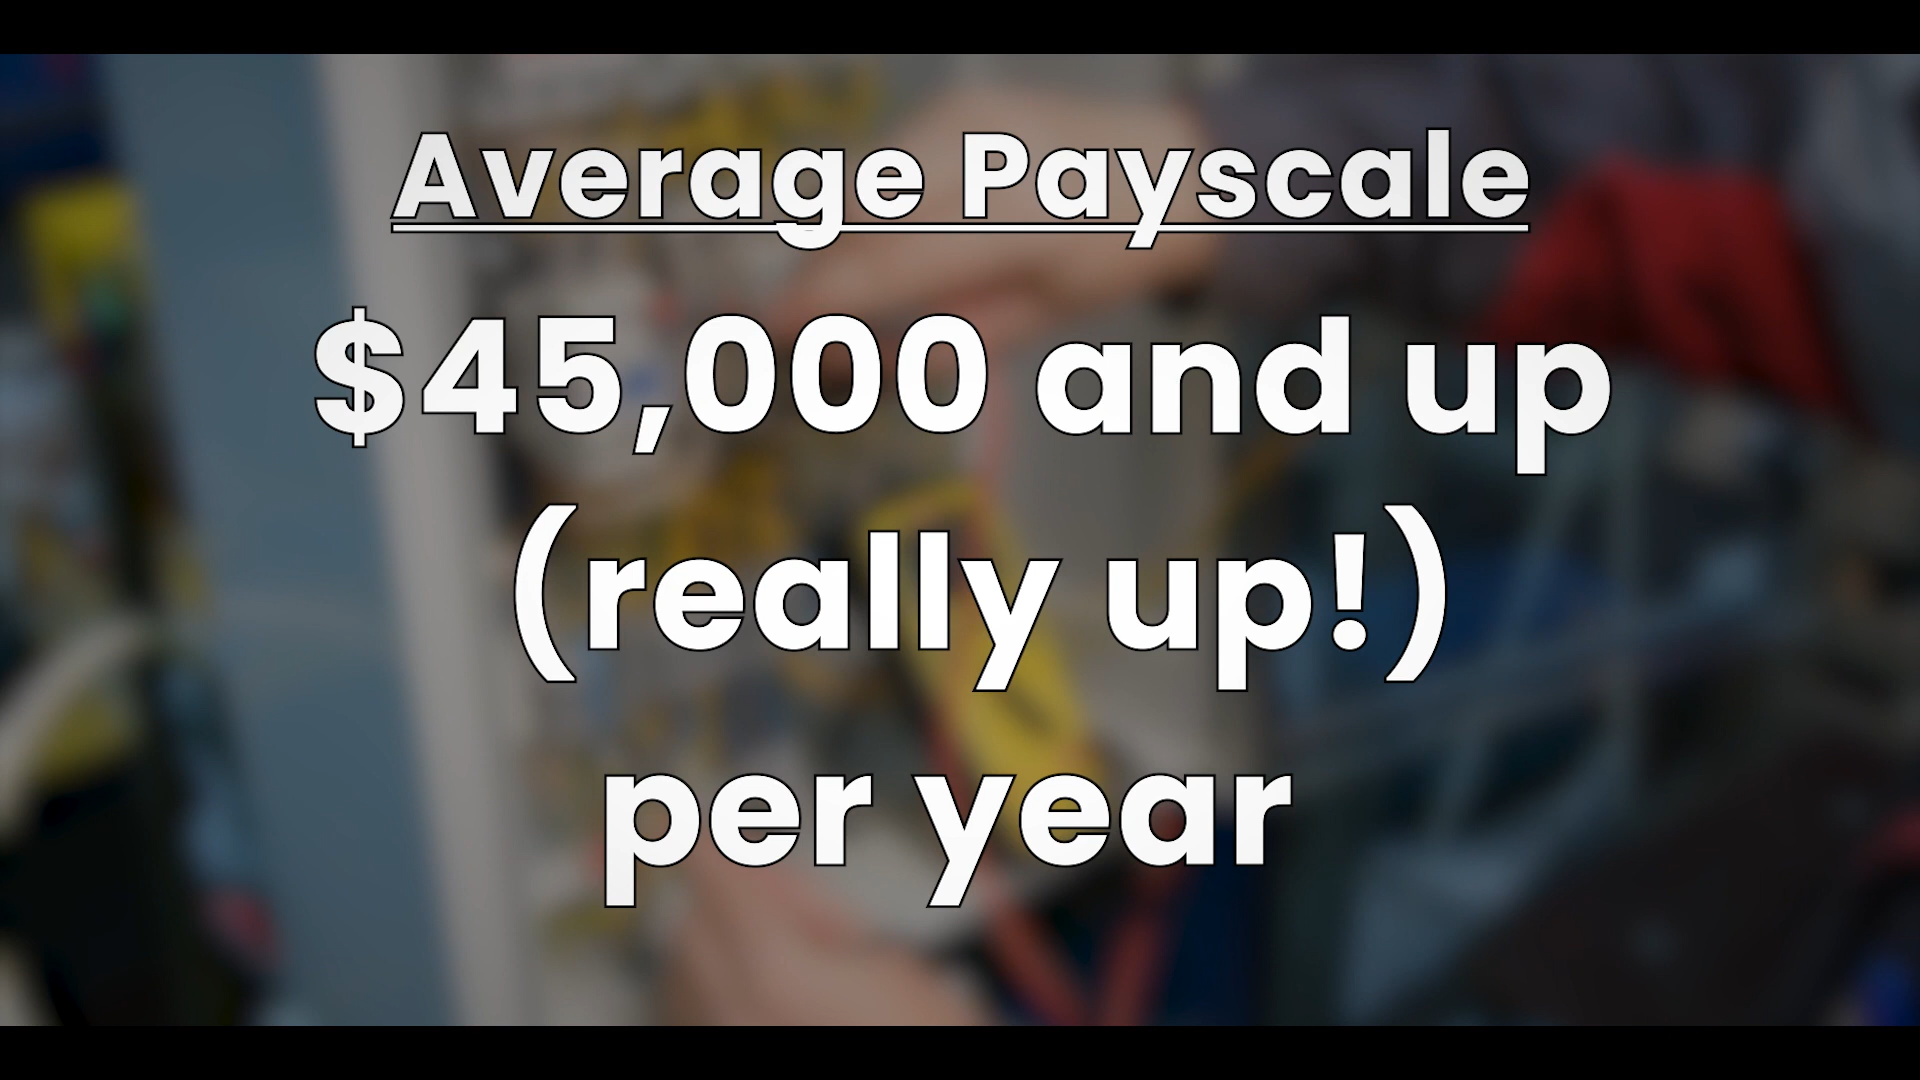 Average Payscale
$45,000 and up
(really up!)
per year